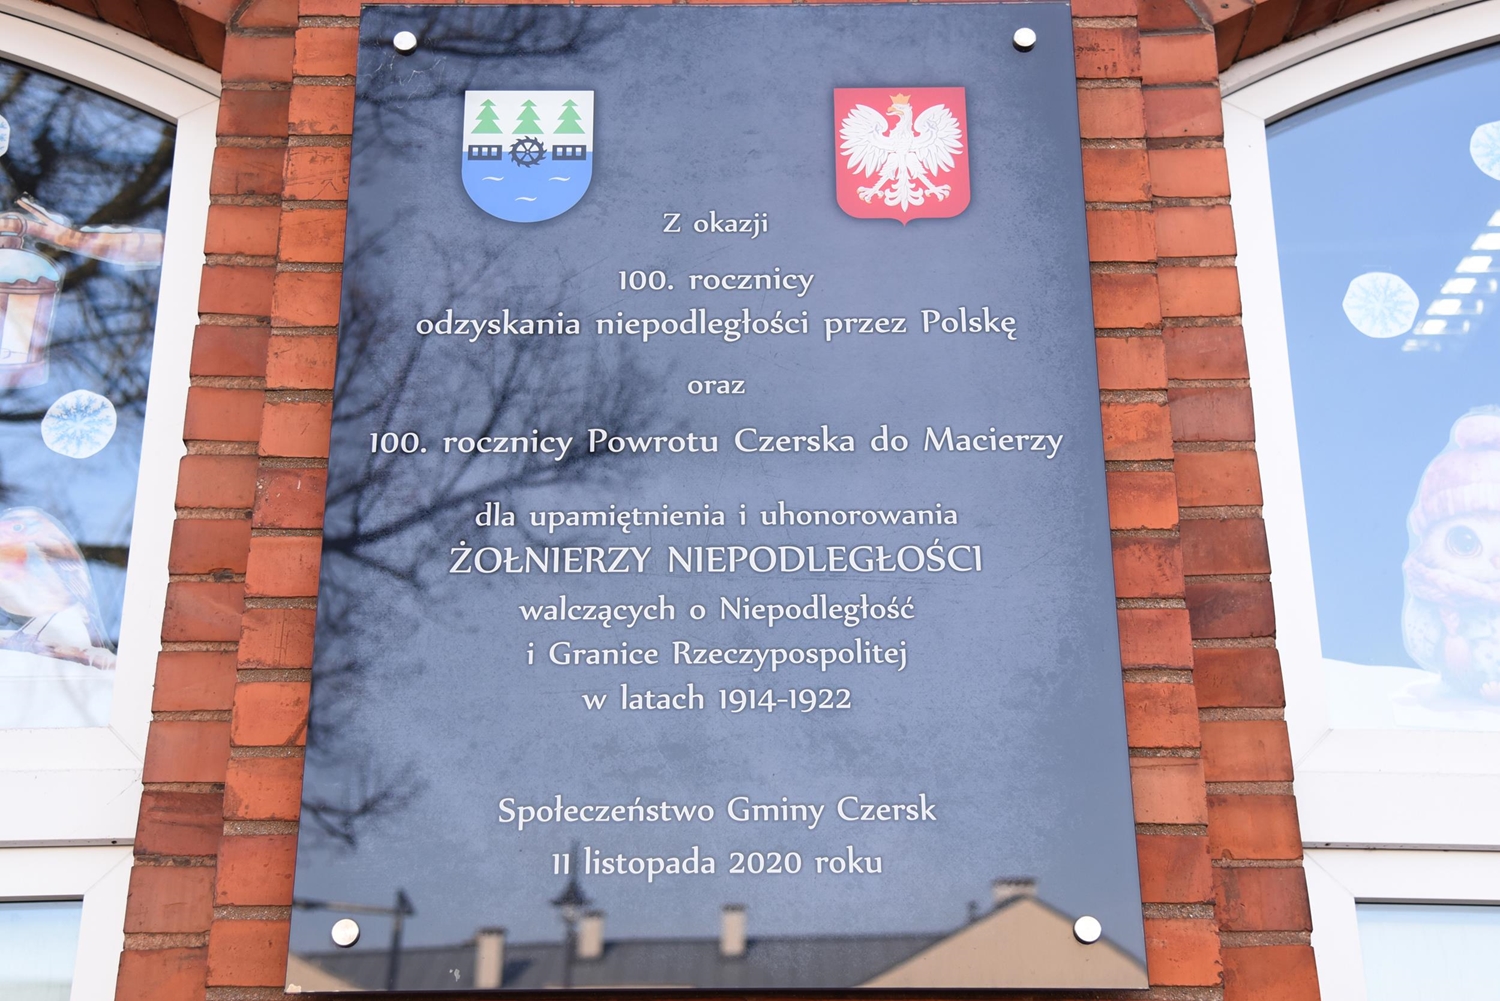 Z okazji
100. rocznicy
odzyskania niepodległości przez Polskę
oraz
100. rocznicy Powrotu Czerska do Macierzy
dla upamiętnienia i uhonorowania
ŻOŁNIERZY NIEPODLEGŁOŚCI
walczących o Niepodległość
i Granice Rzeczypospolitej
w latach 1914-1922
Społeczeństwo Gminy Czersk
11 listopada 2020 roku